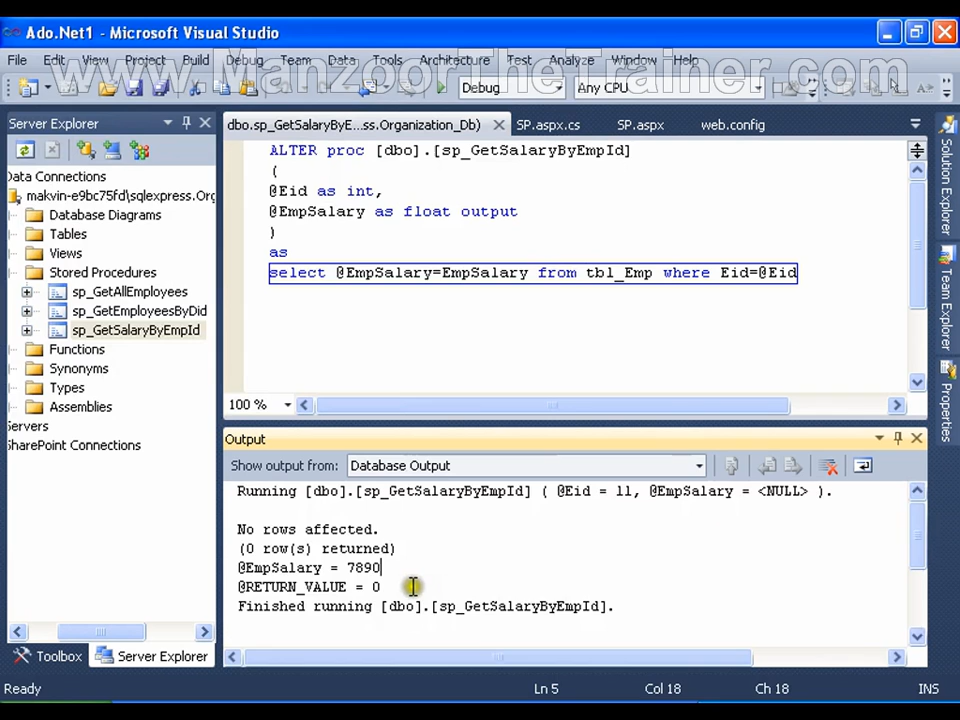 Ado.Net1 - Microsoft Visual Studio
File Edit View Project Build Debug Team Data Tools Architecture Test Analyze Window Help
www.ManzoorTheTrainer.com
Debug Any CPU
Server Explorer
dbo.sp_GetSalaryByE...ss.Organization_Db) SP.aspx.cs SP.aspx web.config
Data Connections
makvin-e9bc75fd\sqlexpress.Org
Database Diagrams
Tables
Views
Stored Procedures
sp_GetAllEmployees
sp_GetEmployeesByDid
sp_GetSalaryByEmpId
Functions
Synonyms
Types
Assemblies
Servers
SharePoint Connections
ALTER proc [dbo].[sp_GetSalaryByEmpId]
(
@Eid as int,
@EmpSalary as float output
)
as
select @EmpSalary=EmpSalary from tbl_Emp where Eid=@Eid
100 %
Output
Show output from: Database Output
Running [dbo].[sp_GetSalaryByEmpId] ( @Eid = 11, @EmpSalary = <NULL> ).
No rows affected.
(0 row(s) returned)
@EmpSalary = 7890
@RETURN_VALUE = 0
Finished running [dbo].[sp_GetSalaryByEmpId].
Solution Explorer
Team Explorer
Properties
Toolbox Server Explorer
Ready Ln 5 Col 18 Ch 18 INS